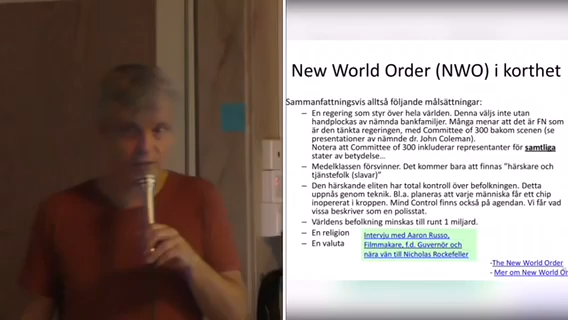 New World Order (NWO) i korthet
Sammanfattningsvis alltså följande målsättningar:
– En regering som styr över hela världen. Denna väljs inte utan
handplockas av nämnda bankfamiljer. Många menar att det är FN som
är den tänkta regeringen, med Committee of 300 bakom scenen (se
presentationer av nämnde dr. John Coleman).
Notera att Committee of 300 inkluderar representanter för samtliga
stater av betydelse…
– Medelklassen försvinner. Det kommer bara att finnas ”härskare och
tjänstefolk (slavar)”
– Den härskande eliten har total kontroll över befolkningen. Detta
uppnås genom teknik. Bl.a. planeras att varje människa får ett chip
inopererat i kroppen. Mind Control finns också på agendan. Vi får vad
vissa beskriver som en polisstat.
– Världens befolkning minskas till runt 1 miljard.
– En religion
– En valuta
Intervju med Aaron Russo,
Filmmakare, f.d. Guvernör och
nära vän till Nicholas Rockefeller
-The New World Order
- Mer om New World Or